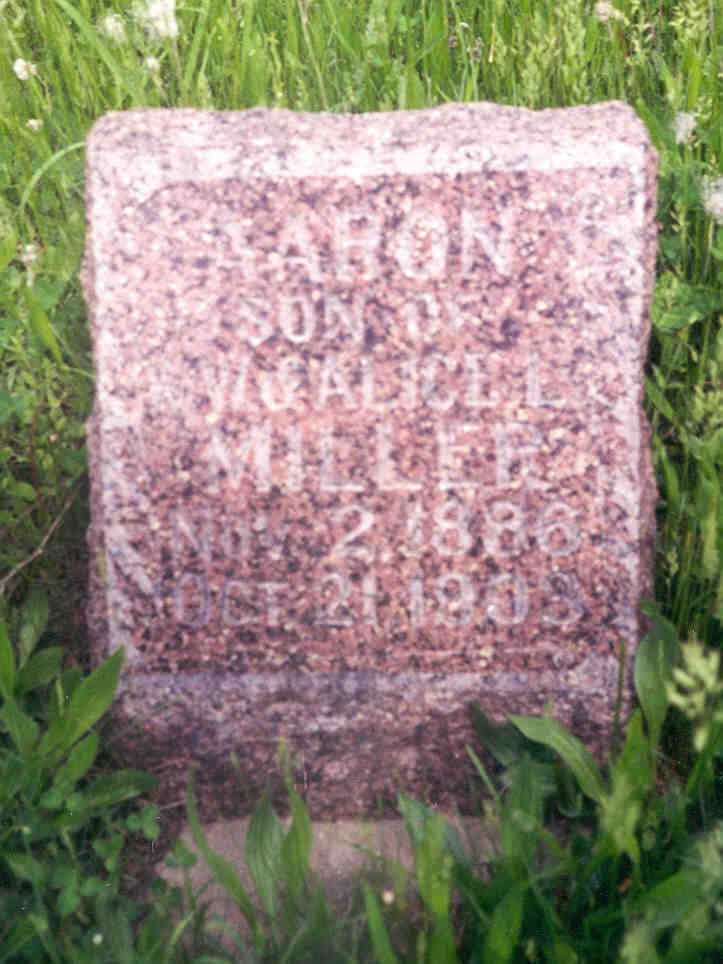 AARON
SON OF
& ALICE L.
MILLER
NOV. 2, 1886
OCT. 21, 1903